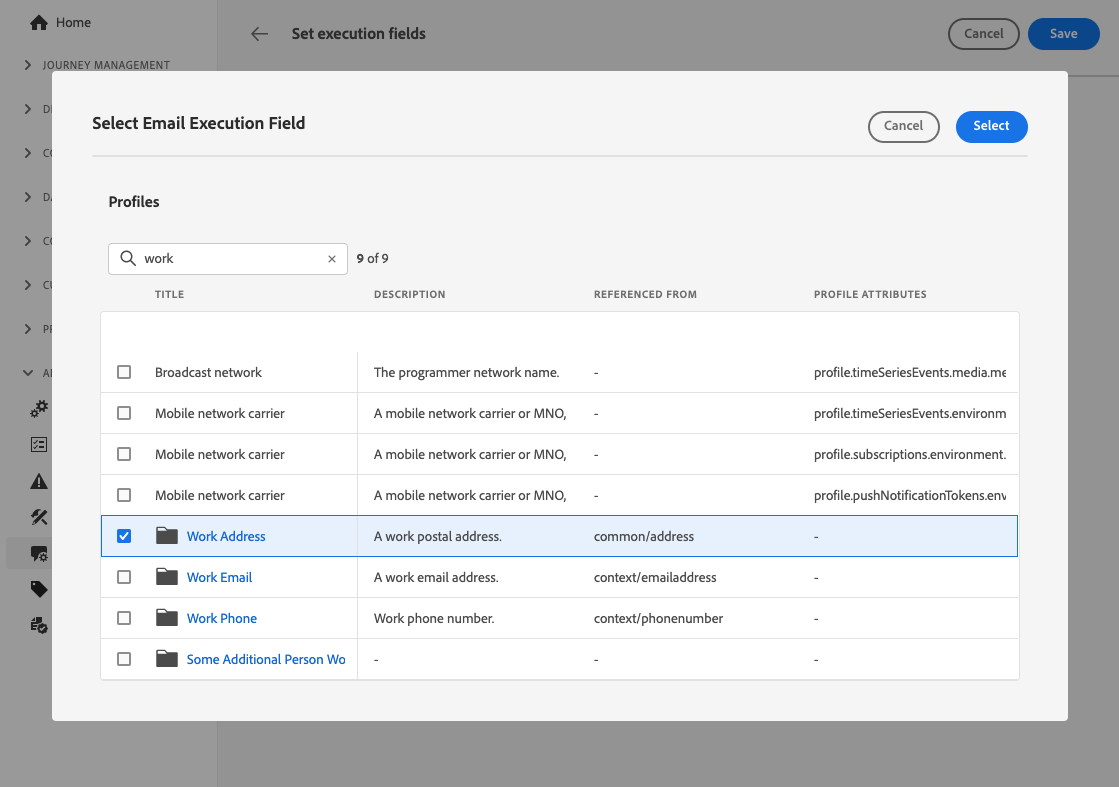 Home
Set execution fields
Cancel
Save
JOURNEY MANAGEMENT
Select Email Execution Field
Cancel
Select
Profiles
work
9 of 9
TITLE DESCRIPTION REFERENCED FROM PROFILE ATTRIBUTES
Broadcast network The programmer network name. - profile.timeSeriesEvents.media.me
Mobile network carrier A mobile network carrier or MNO, - profile.timeSeriesEvents.environm
Mobile network carrier A mobile network carrier or MNO, - profile.subscriptions.environment.
Mobile network carrier A mobile network carrier or MNO, - profile.pushNotificationTokens.env
Work Address A work postal address. common/address -
Work Email A work email address. context/emailaddress -
Work Phone Work phone number. context/phonenumber -
Some Additional Person Wo - - -